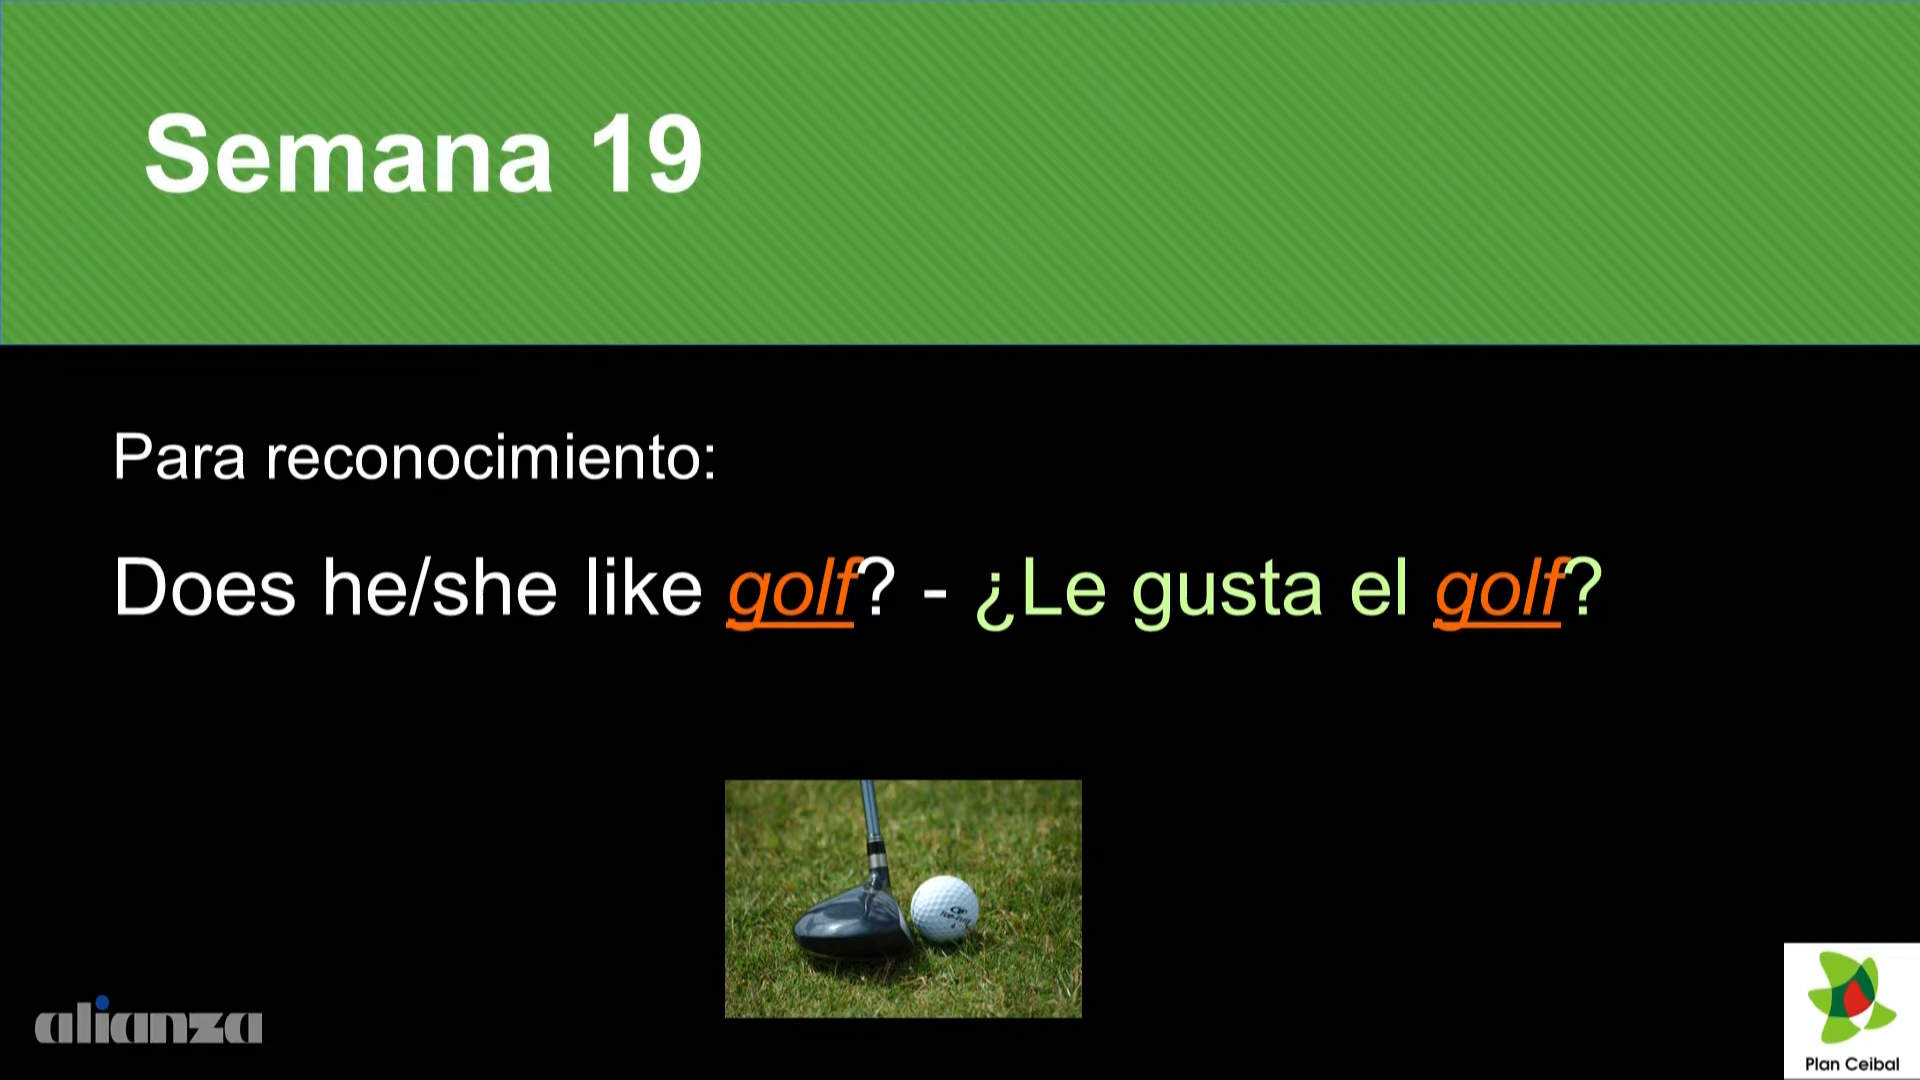 Semana 19
Para reconocimiento:
Does he/she like golf? - ¿Le gusta el golf?
alianza
Plan Ceibal